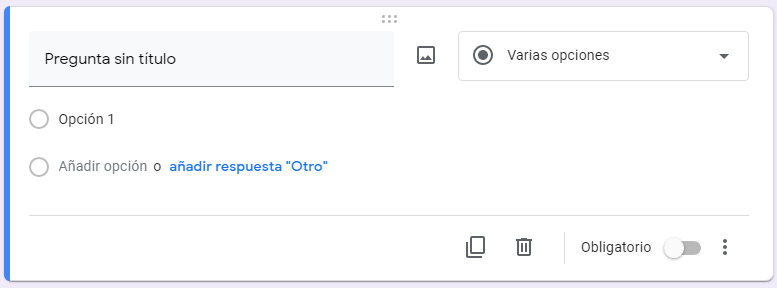 Pregunta sin título
Varias opciones
Opción 1
Añadir opción o añadir respuesta "Otro"
Obligatorio